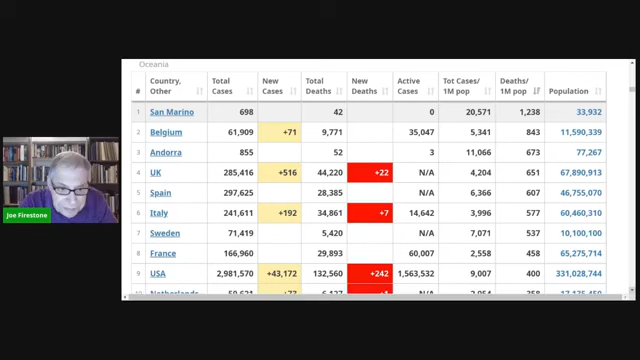 Oceania
# Country, Other Total Cases New Cases Total Deaths New Deaths Active Cases Tot Cases/ 1M pop Deaths/ 1M pop Population
1 San Marino 698 42 0 20,571 1,238 33,932
2 Belgium 61,909 +71 9,771 35,047 5,341 843 11,590,339
3 Andorra 855 52 3 11,066 673 77,267
4 UK 285,416 +516 44,220 +22 N/A 4,204 651 67,890,913
5 Spain 297,625 28,385 N/A 6,366 607 46,755,070
6 Italy 241,611 +192 34,861 +7 14,642 3,996 577 60,460,310
7 Sweden 71,419 5,420 N/A 7,071 537 10,100,100
8 France 166,960 29,893 60,007 2,558 458 65,275,714
9 USA 2,981,570 +43,172 132,560 +242 1,563,532 9,007 400 331,028,744
10 Netherlands N/A
Joe Firestone